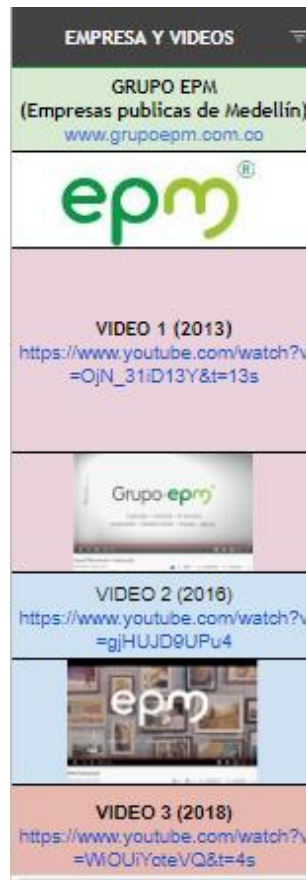 EMPRESA Y VIDEOS
GRUPO EPM
(Empresas publicas de Medellín)
www.grupoepm.com.co
epm®
VIDEO 1 (2013)
https://www.youtube.com/watch?v
=OjN_31iD13Y&t=13s
Grupo·epm
VIDEO 2 (2016)
https://www.youtube.com/watch?v
=gjHUJD9UPu4
epm
VIDEO 3 (2018)
https://www.youtube.com/watch?v
=WiOUiYoteVQ&t=4s